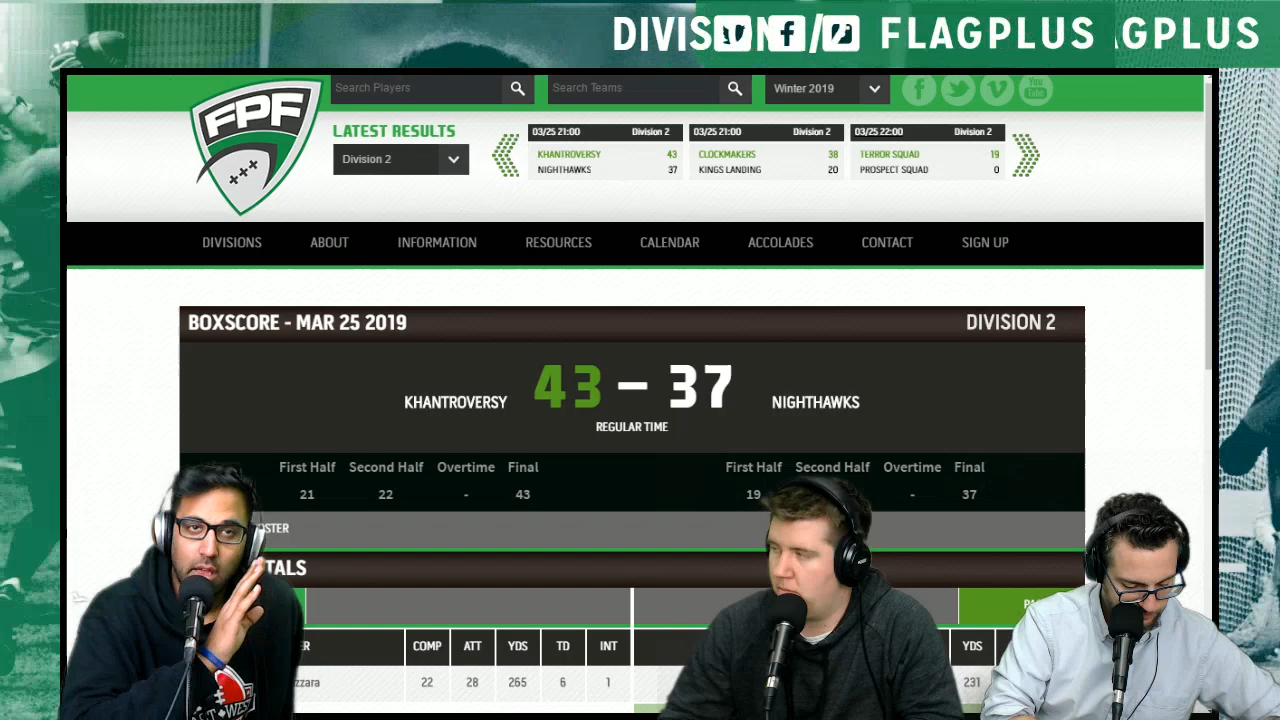 DIVIS
FLAGPLUS
GPLUS
FPF
Search Players
Search Teams
Winter 2019
You
Tube
LATEST RESULTS
Division 2
03/25 21:00 Division 2
KHANTROVERSY 43
NIGHTHAWKS 37
03/25 21:00 Division 2
CLOCKMAKERS 38
KINGS LANDING 20
03/25 22:00 Division 2
TERROR SQUAD 19
PROSPECT SQUAD 0
DIVISIONS ABOUT INFORMATION RESOURCES CALENDAR ACCOLADES CONTACT SIGN UP
BOXSCORE - MAR 25 2019 DIVISION 2
KHANTROVERSY 43 – 37 NIGHTHAWKS
REGULAR TIME
First Half Second Half Overtime Final First Half Second Half Overtime Final
21 22 - 43 19 - 37
OSTER
TALS
COMP ATT YDS TD INT YDS
zzara 22 28 265 6 1 231